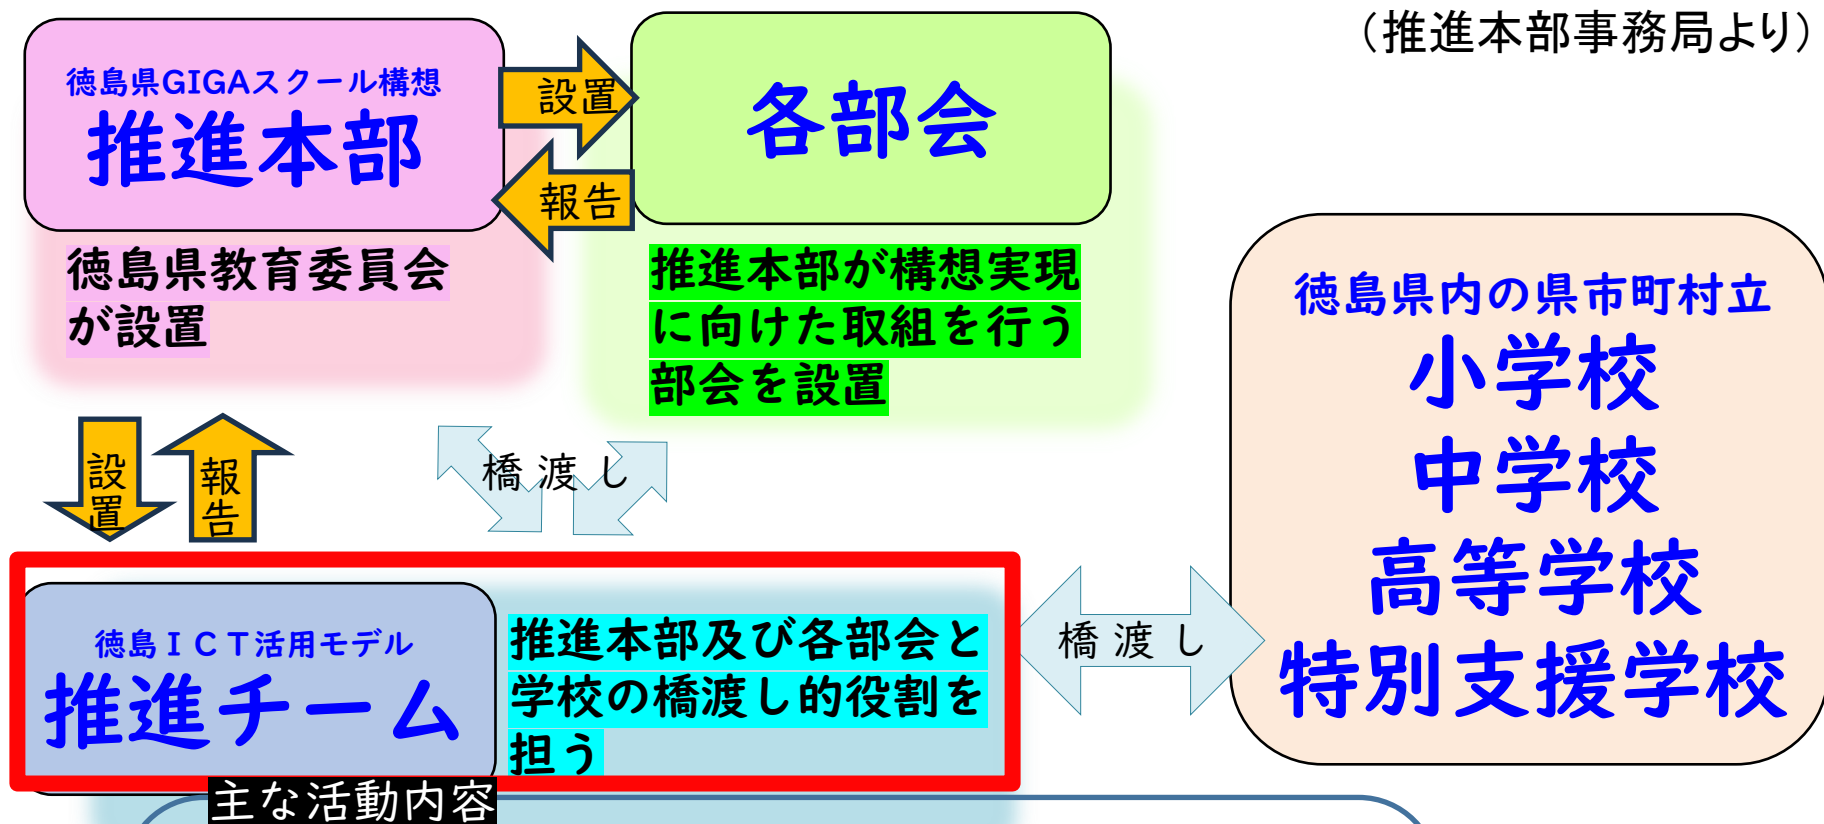 (推進本部事務局より)
徳島県GIGAスクール構想
推進本部
設置
報告
各部会
徳島県教育委員会
が設置
推進本部が構想実現
に向けた取組を行う
部会を設置
設置
報告
橋渡し
徳島県内の県市町村立
小学校
中学校
高等学校
特別支援学校
徳島ICT活用モデル
推進チーム
推進本部及び各部会と
学校の橋渡し的役割を
担う
橋渡し
主な活動内容